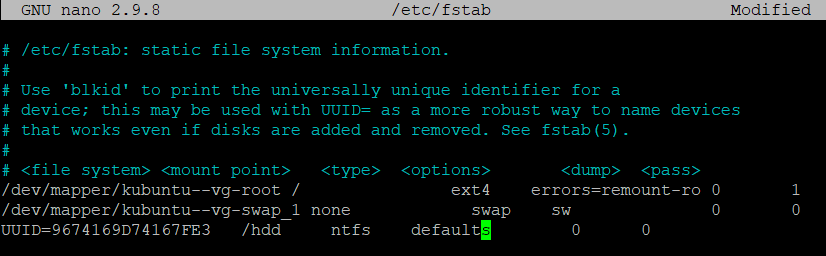 GNU nano 2.9.8 /etc/fstab Modified
# /etc/fstab: static file system information.
#
# Use 'blkid' to print the universally unique identifier for a
# device; this may be used with UUID= as a more robust way to name devices
# that works even if disks are added and removed. See fstab(5).
#
# <file system> <mount point>   <type>  <options>       <dump>  <pass>
/dev/mapper/kubuntu--vg-root /               ext4    errors=remount-ro 0       1
/dev/mapper/kubuntu--vg-swap_1 none               swap    sw              0       0
UUID=9674169D74167FE3   /hdd     ntfs    defaults        0      0